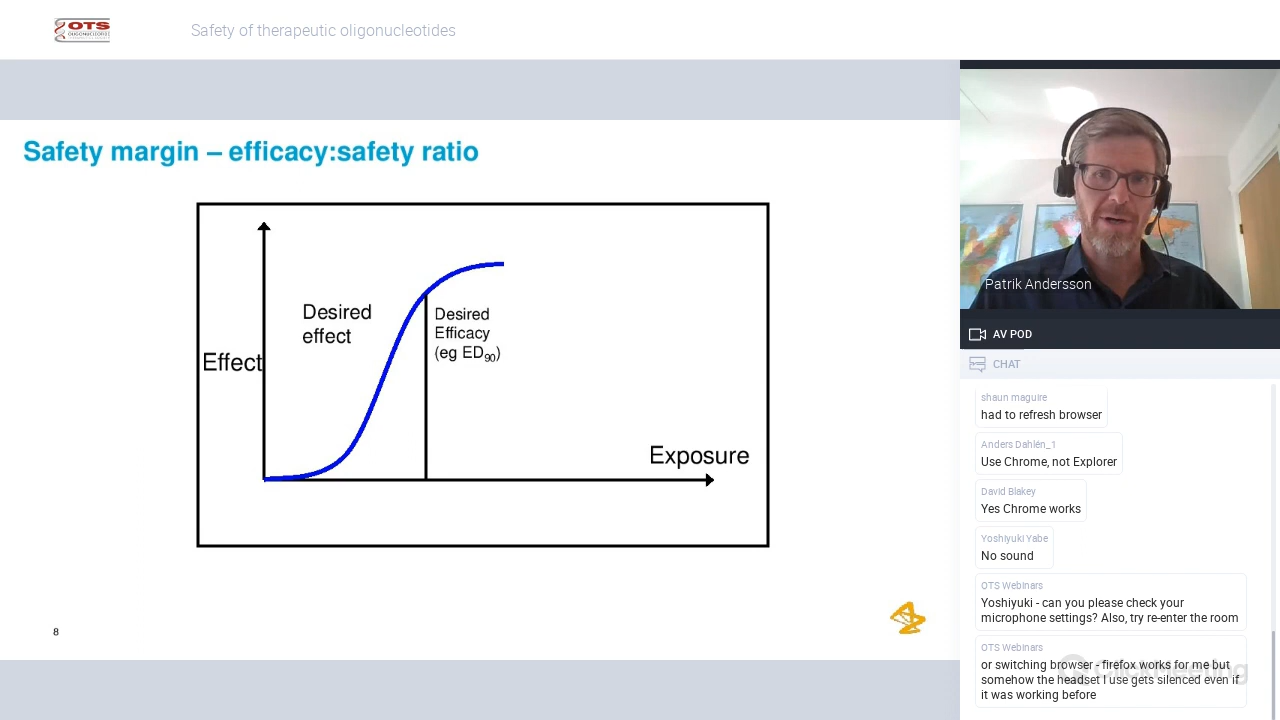 OTS
OLIGONUCLEOTIDE
Safety of therapeutic oligonucleotides
Safety margin – efficacy:safety ratio
Effect
Desired
effect
Desired
Efficacy
(eg ED90)
Exposure
8
Patrik Andersson
AV POD
CHAT
shaun maguire
had to refresh browser
Anders Dahlén_1
Use Chrome, not Explorer
David Blakey
Yes Chrome works
Yoshiyuki Yabe
No sound
OTS Webinars
Yoshiyuki - can you please check your
microphone settings? Also, try re-enter the room
OTS Webinars
or switching browser - firefox works for me but
somehow the headset I use gets silenced even if
it was working before
ClickMeeting